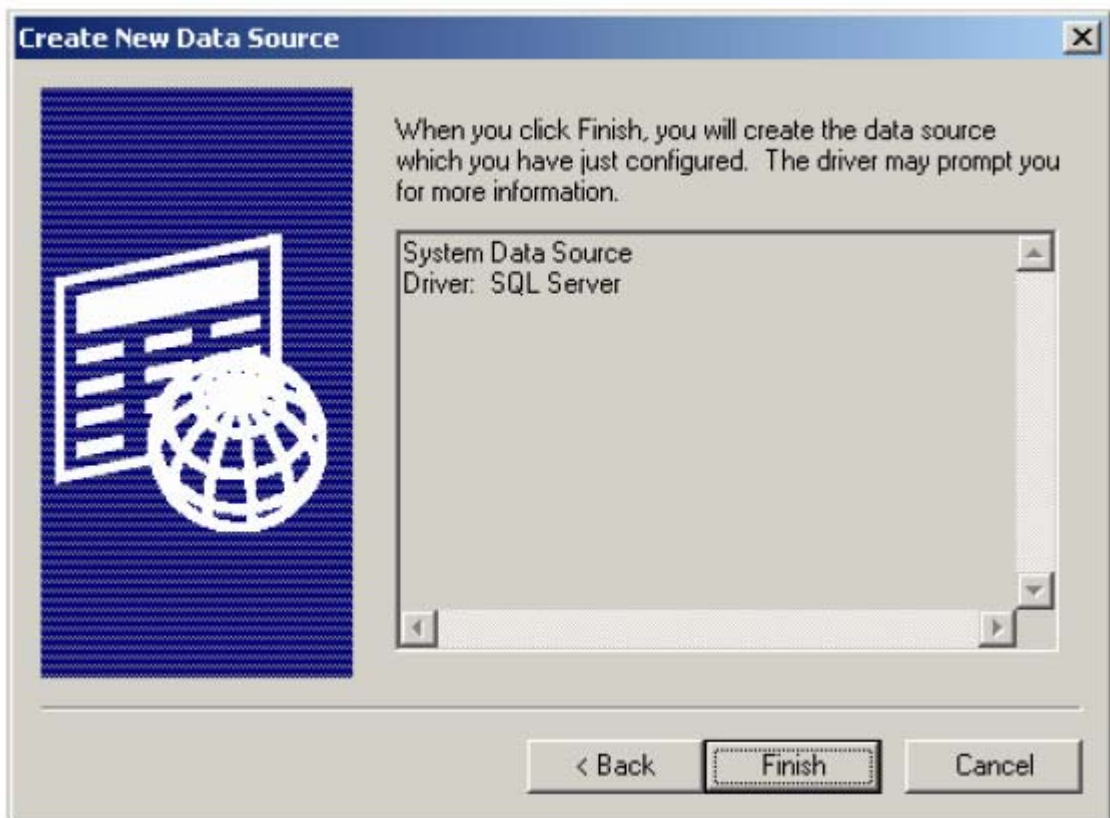 Create New Data Source
When you click Finish, you will create the data source
which you have just configured.  The driver may prompt you
for more information.
System Data Source
Driver:  SQL Server
< Back
Finish
Cancel